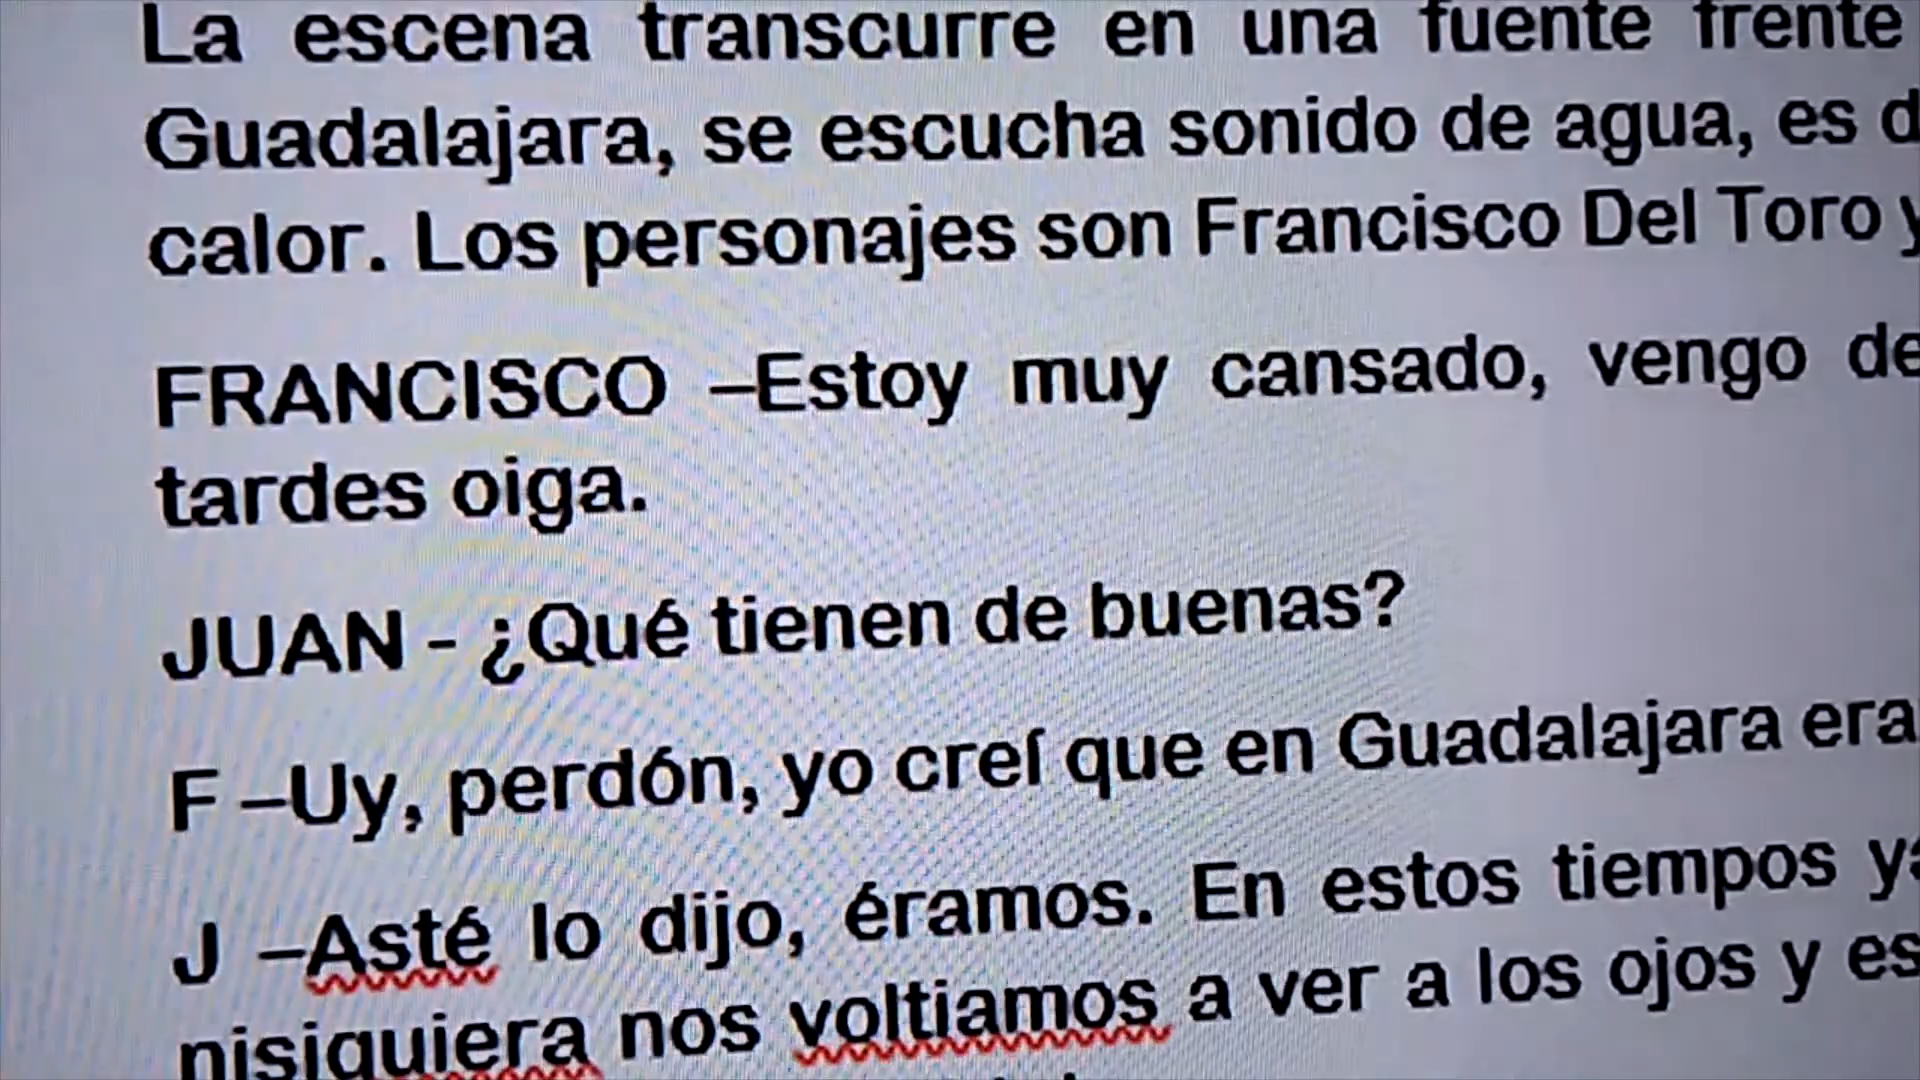 La escena transcurre en una fuente frente
Guadalajara, se escucha sonido de agua, es d
calor. Los personajes son Francisco Del Toro y
FRANCISCO –Estoy muy cansado, vengo de
tardes oiga.
JUAN - ¿Qué tienen de buenas?
F –Uy, perdón, yo creí que en Guadalajara era
J –Asté lo dijo, éramos. En estos tiempos ya
nisiquiera nos voltiamos a ver a los ojos y es